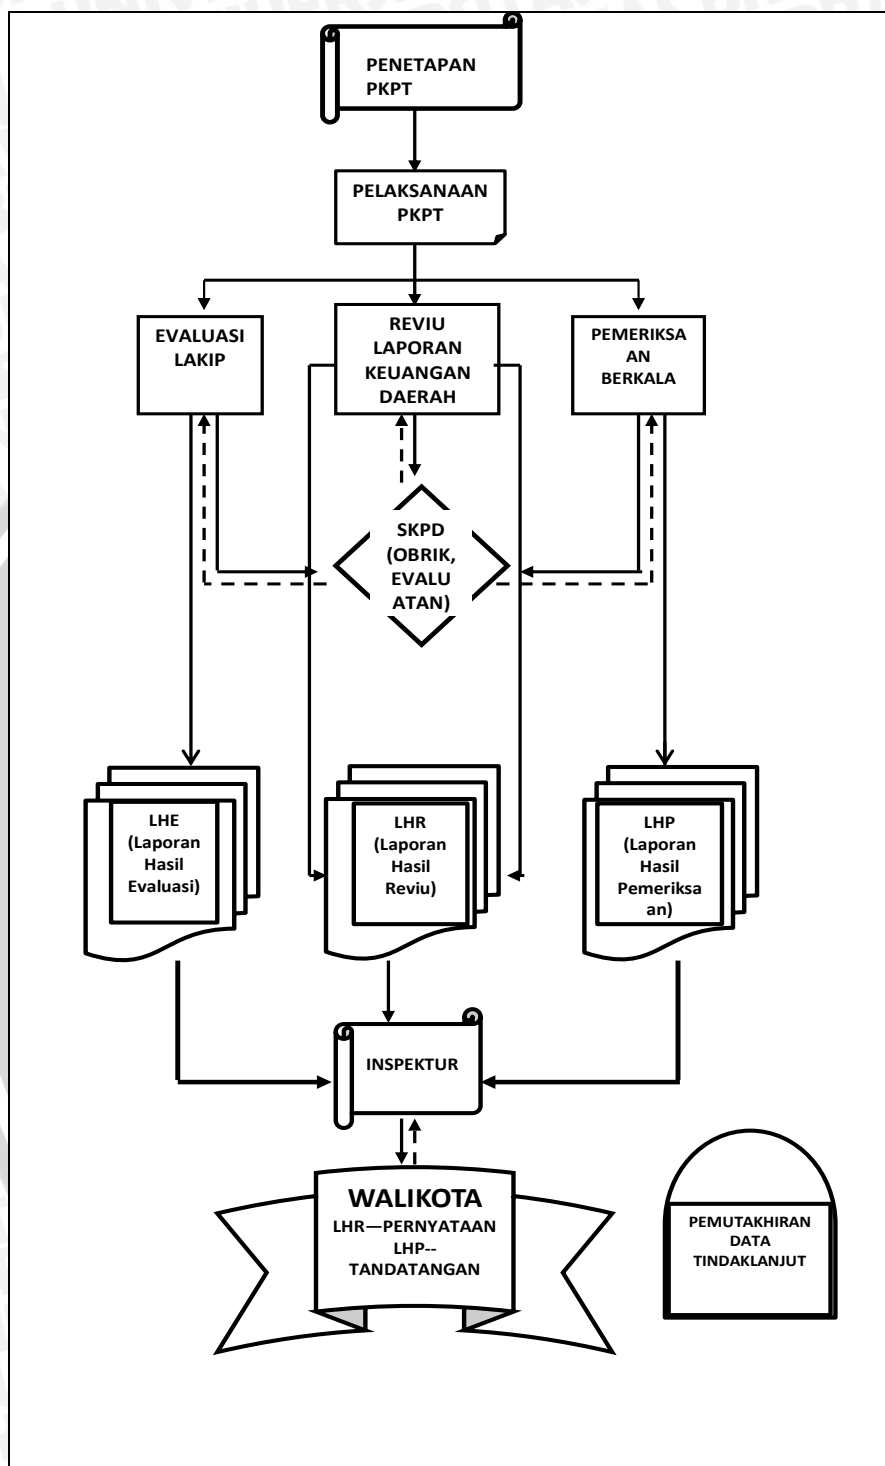 PENETAPAN
PKPT
PELAKSANAAN
PKPT
EVALUASI
LAKIP
REVIU
LAPORAN
KEUANGAN
DAERAH
PEMERIKSA
AN
BERKALA
SKPD
(OBRIK,
EVALU
ATAN)
LHE
(Laporan
Hasil
Evaluasi)
LHR
(Laporan
Hasil
Reviu)
LHP
(Laporan
Hasil
Pemeriksa
an)
INSPEKTUR
WALIKOTA
LHR—PERNYATAAN
LHP--
TANDATANGAN
PEMUTAKHIRAN
DATA
TINDAKLANJUT